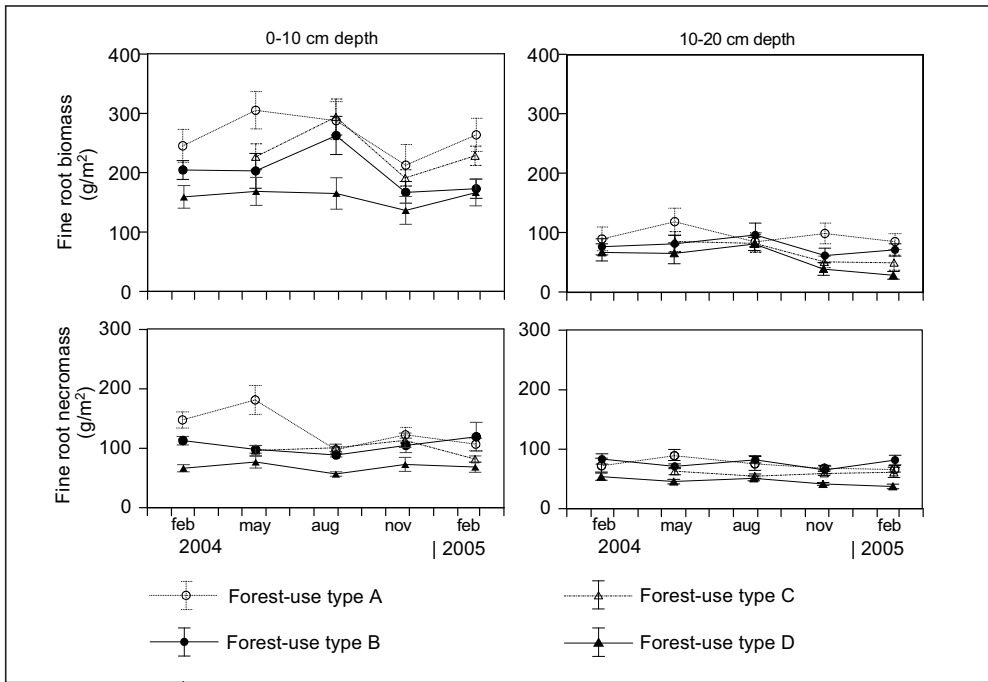 0-10 cm depth
10-20 cm depth
Fine root biomass
(g/m²)
400
300
200
100
0
400
300
200
100
0
Fine root necromass
(g/m²)
300
200
100
0
300
200
100
0
feb may aug nov feb
2004 | 2005
feb may aug nov feb
2004 | 2005
Forest-use type A
Forest-use type C
Forest-use type B
Forest-use type D